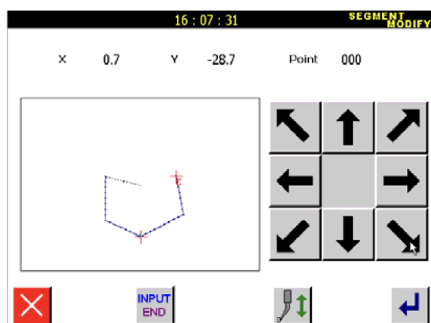 16 : 07 : 31
SEGMENT
MODIFY
X 0.7 Y -28.7 Point 000
INPUT
END